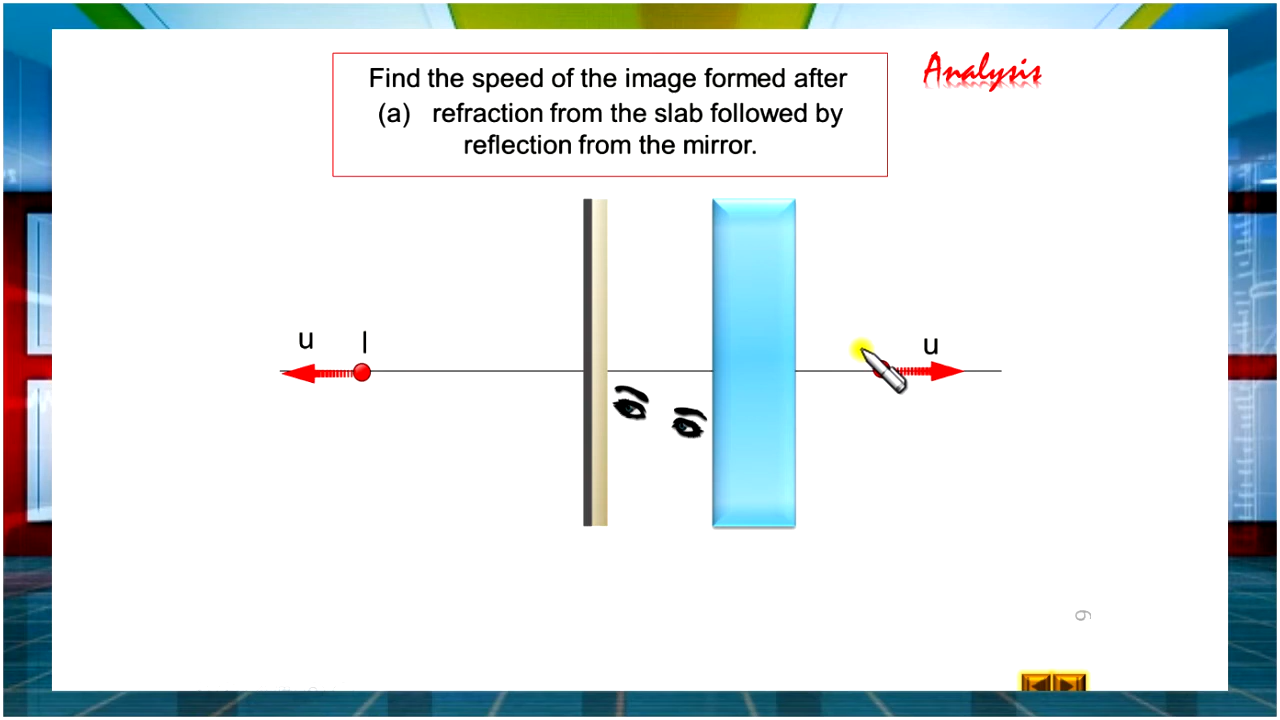 Analysis
Find the speed of the image formed after
(a) refraction from the slab followed by
reflection from the mirror.
u I
u
9